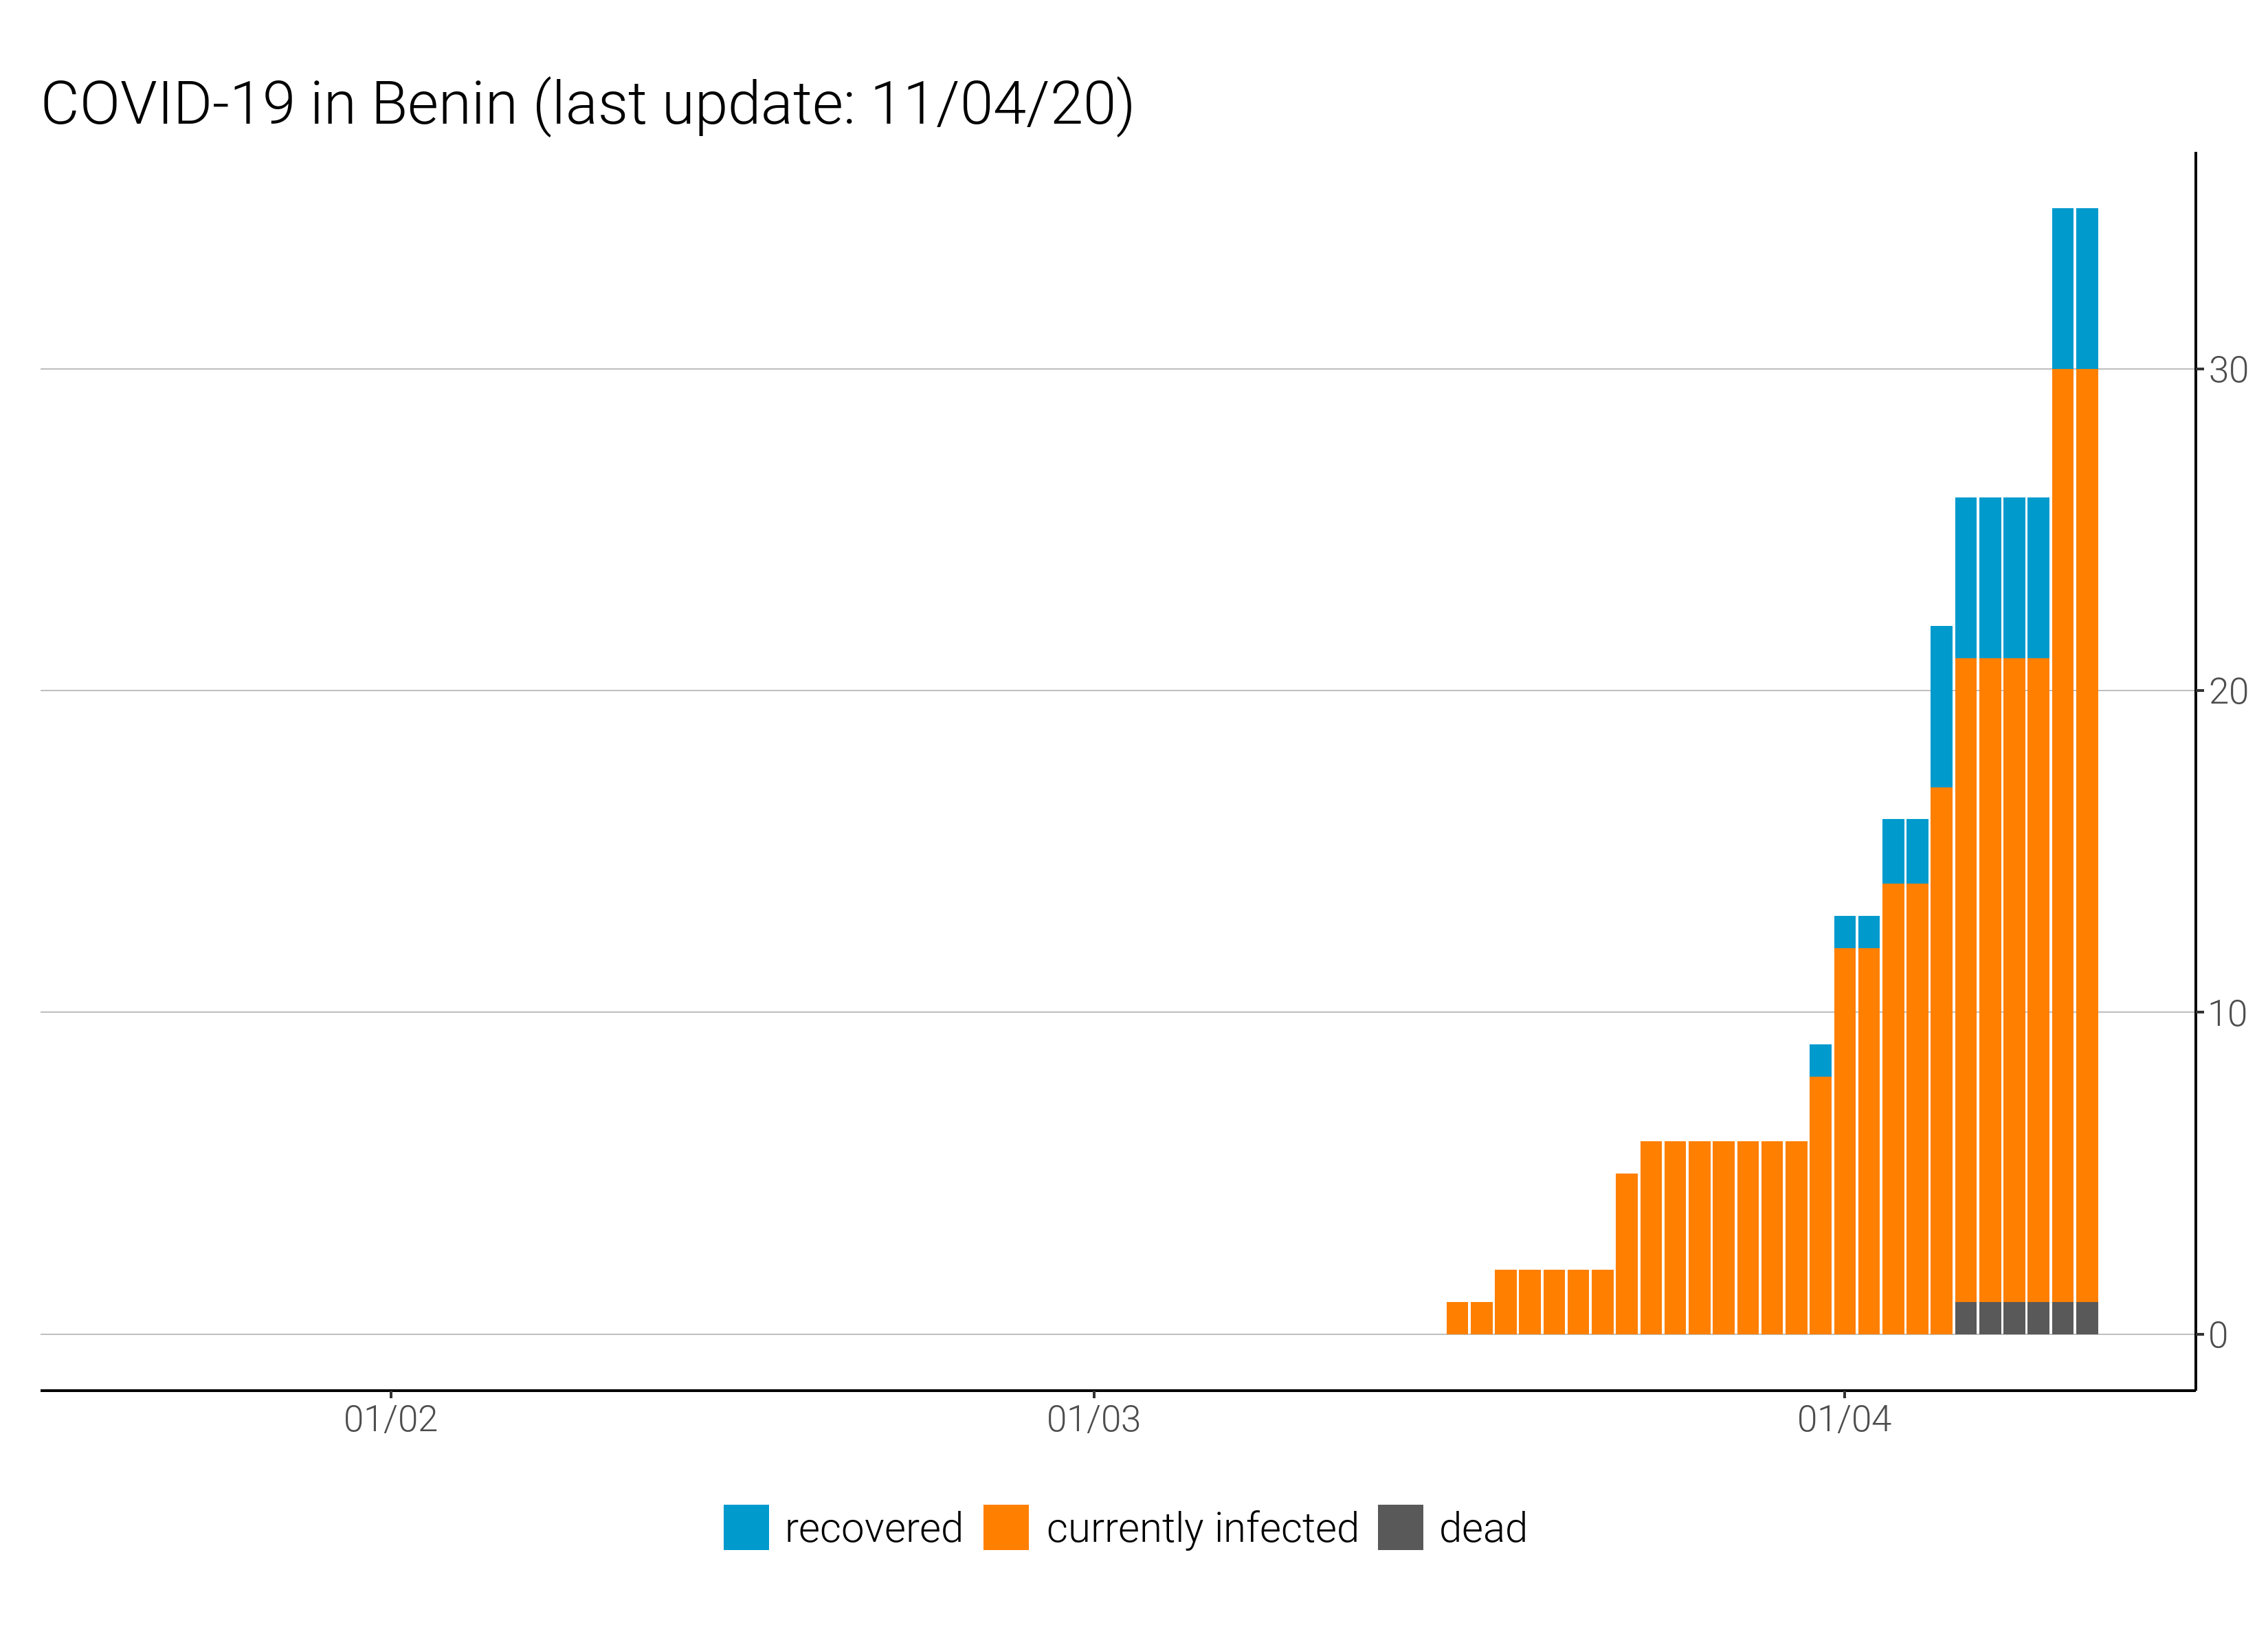 COVID-19 in Benin (last update: 11/04/20)
30
20
10
0
01/02 01/03 01/04
recovered currently infected dead